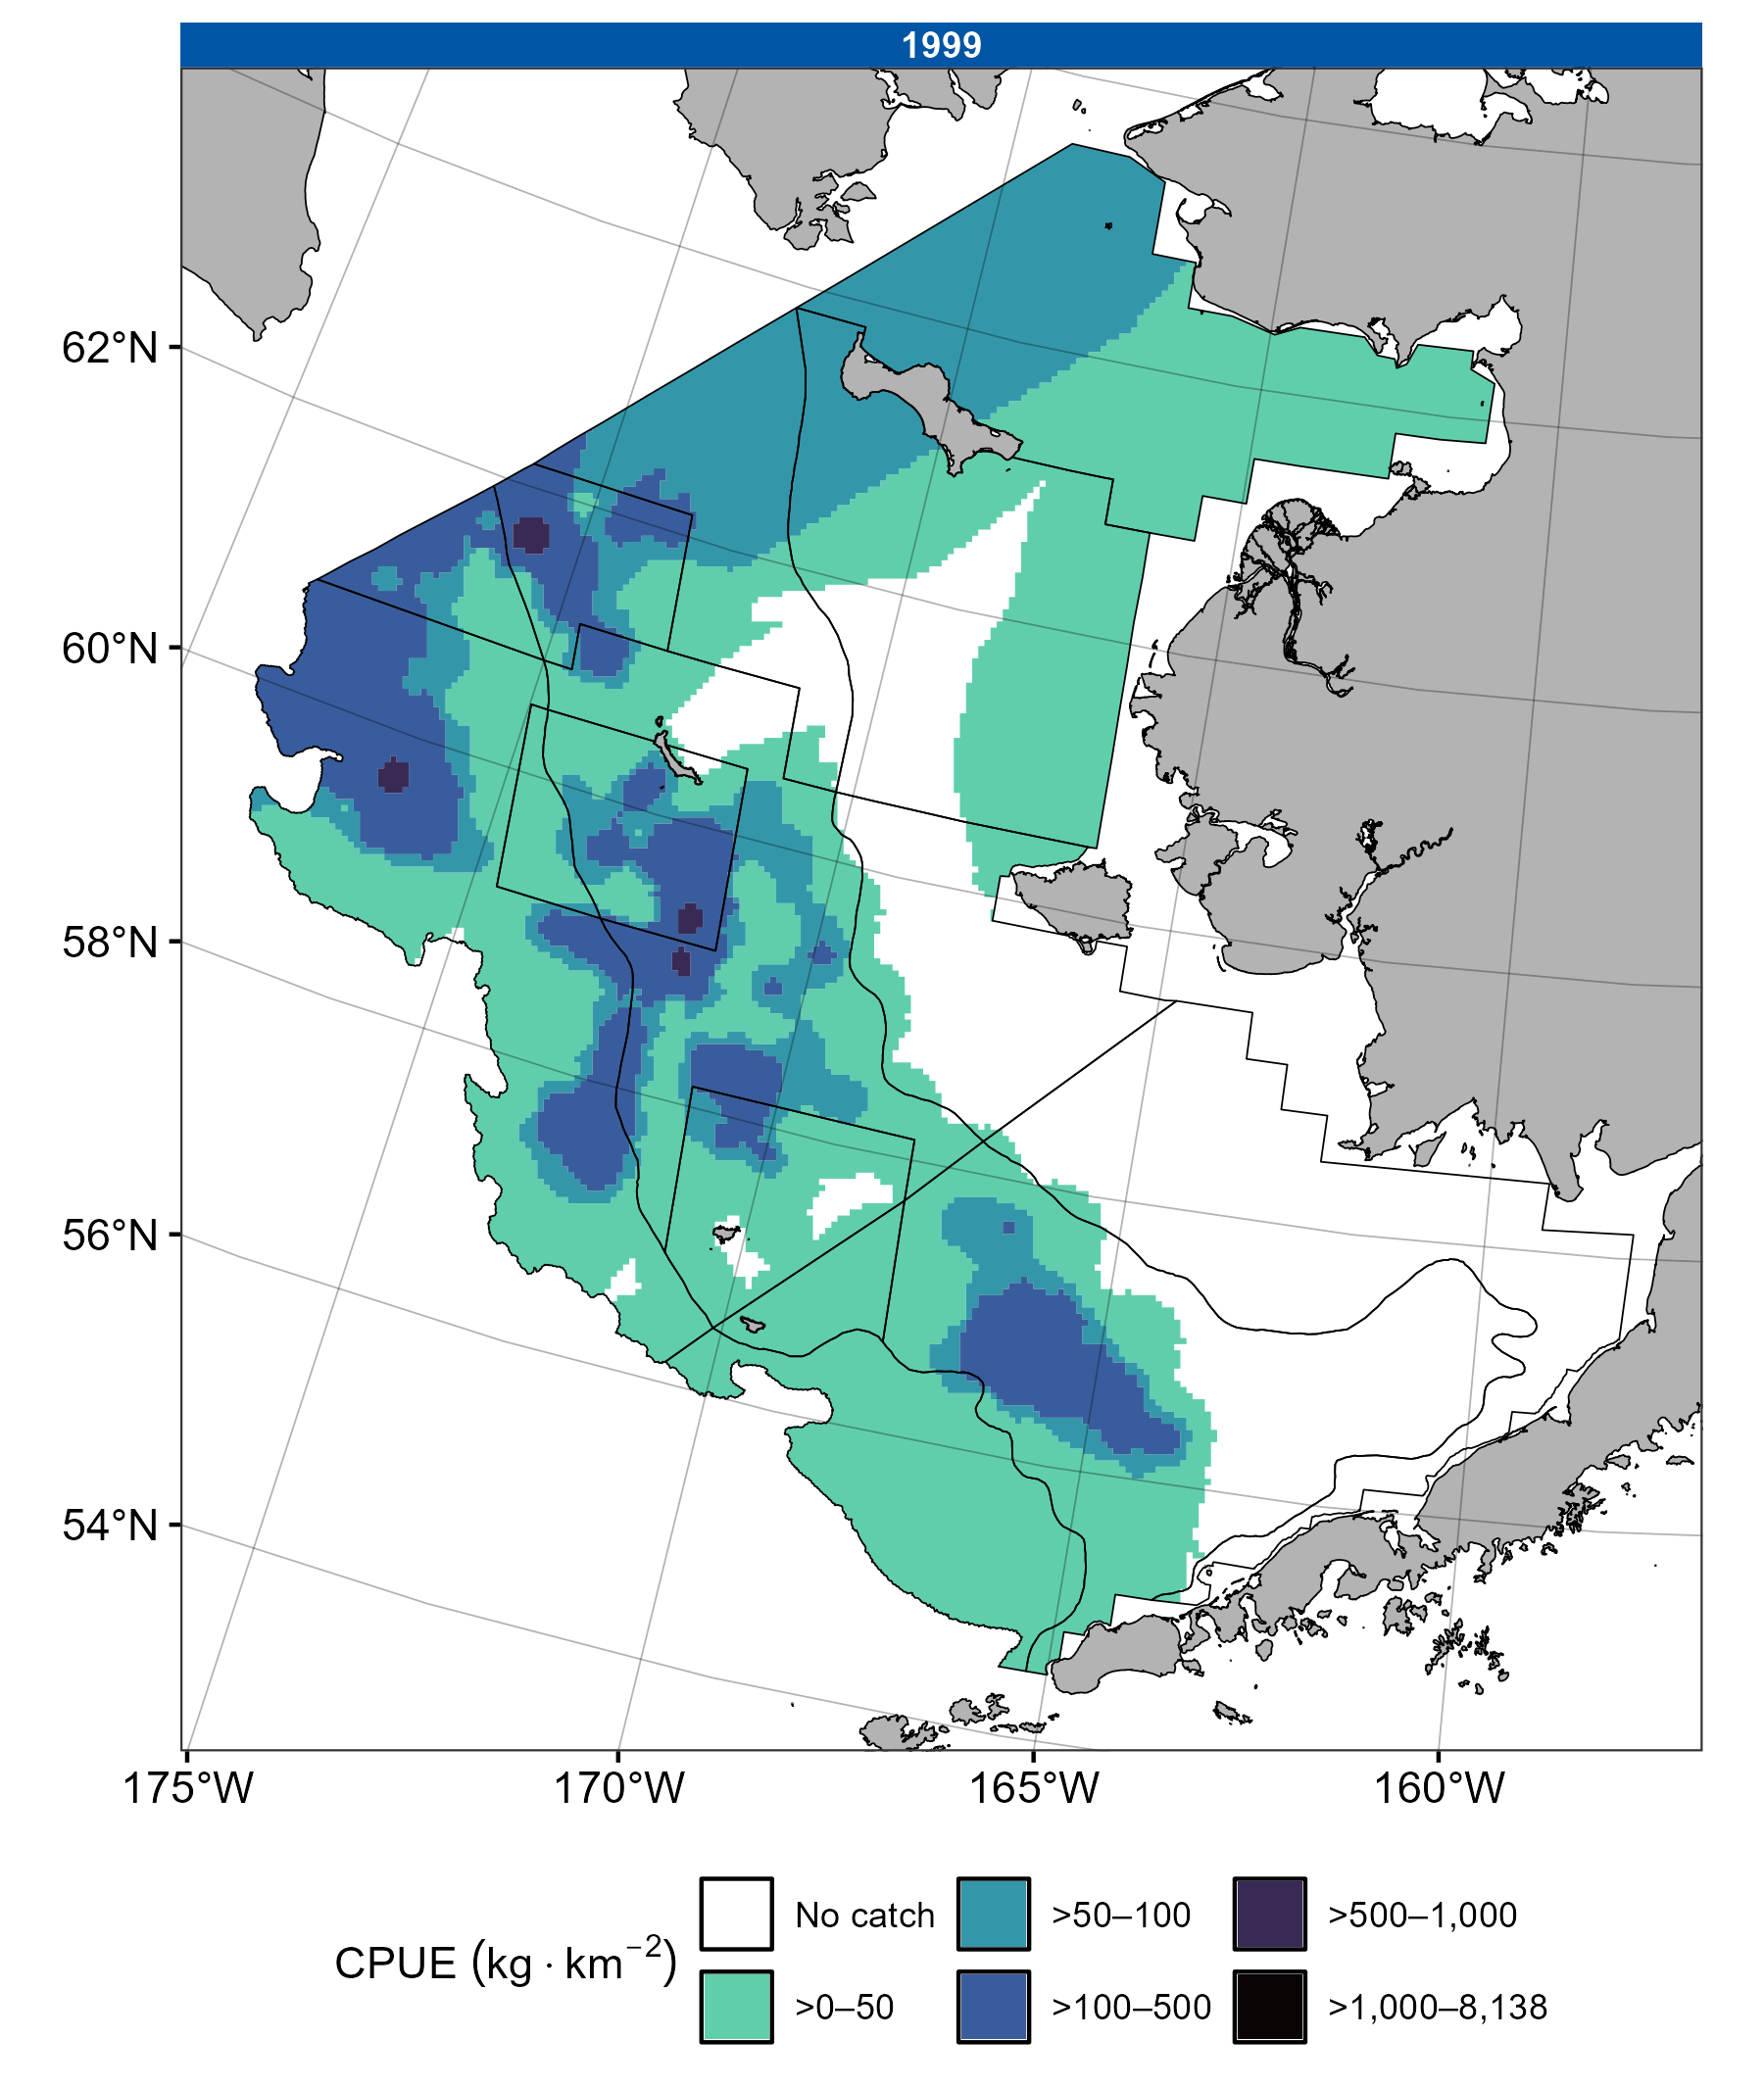 1999
62°N
60°N
58°N
56°N
54°N
175°W 170°W 165°W 160°W
CPUE (kg · km⁻²)
No catch >50–100 >500–1,000
>0–50 >100–500 >1,000–8,138